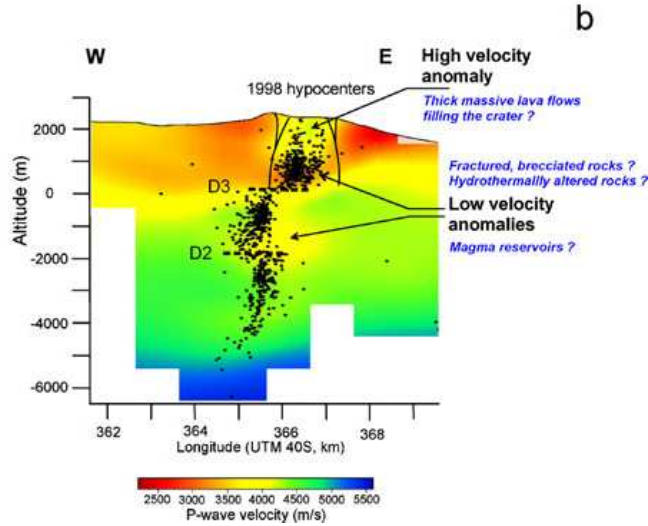 b
W
E
High velocity
anomaly
1998 hypocenters
Thick massive lava flows
filling the crater ?
2000
0
-2000
-4000
-6000
Altitude (m)
D3
D2
Fractured, brecciated rocks ?
Hydrothermallly altered rocks ?
Low velocity
anomalies
Magma reservoirs ?
362 364 366 368
Longitude (UTM 40S, km)
2500 3000 3500 4000 4500 5000 5500
P-wave velocity (m/s)